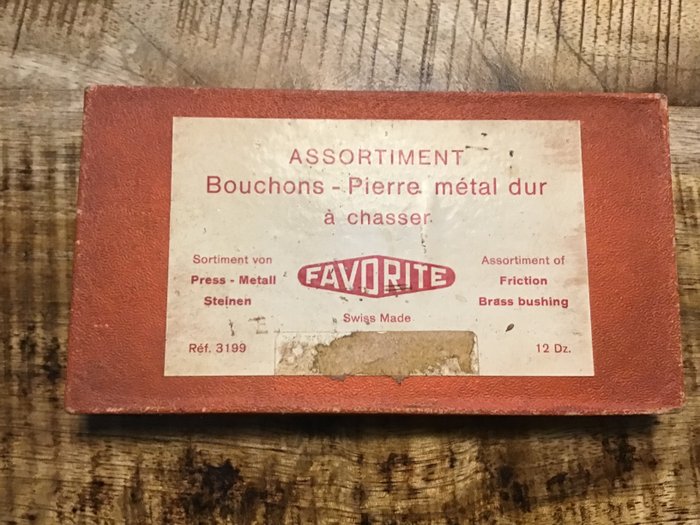 ASSORTIMENT
Bouchons - Pierre métal dur
à chasser
Sortiment von
Press - Metall
Steinen
FAVORITE
Swiss Made
Assortment of
Friction
Brass bushing
Réf. 3199
12 Dz.